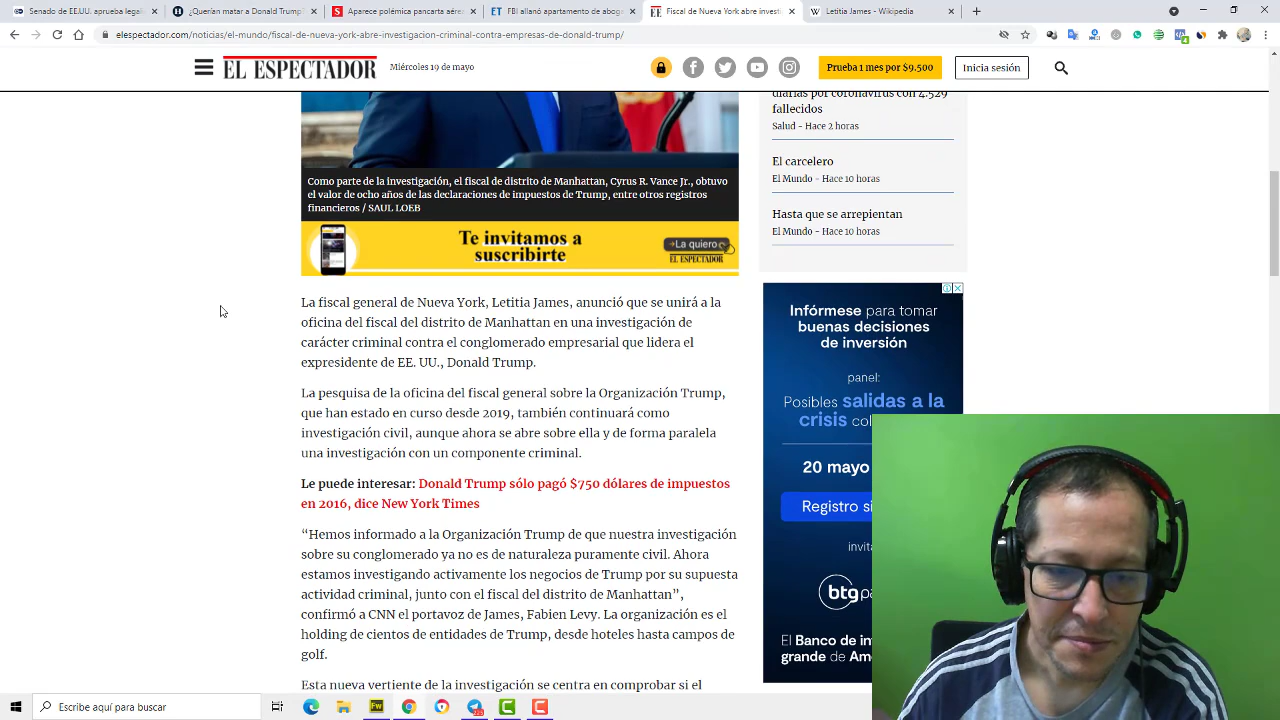 Senado de EE.UU. aprueba legal
¿Querían matar a Donald Trump?
Aparece polémica pancarta aére
FBI allanó apartamento de abog
Fiscal de Nueva York abre invest
Letitia James - Wikipedia
elespectador.com/noticias/el-mundo/fiscal-de-nueva-york-abre-investigacion-criminal-contra-empresas-de-donald-trump/
EL ESPECTADOR
Miércoles 19 de mayo
Prueba 1 mes por $9.500
Inicia sesión
diarias por coronavirus con 4.529
fallecidos
Salud - Hace 2 horas
El carcelero
El Mundo - Hace 10 horas
Hasta que se arrepientan
El Mundo - Hace 10 horas
Como parte de la investigación, el fiscal de distrito de Manhattan, Cyrus R. Vance Jr., obtuvo
el valor de ocho años de las declaraciones de impuestos de Trump, entre otros registros
financieros / SAUL LOEB
Te invitamos a
suscribirte
La quiero
EL ESPECTADOR
La fiscal general de Nueva York, Letitia James, anunció que se unirá a la
oficina del fiscal del distrito de Manhattan en una investigación de
carácter criminal contra el conglomerado empresarial que lidera el
expresidente de EE. UU., Donald Trump.
La pesquisa de la oficina del fiscal general sobre la Organización Trump,
que han estado en curso desde 2019, también continuará como
investigación civil, aunque ahora se abre sobre ella y de forma paralela
una investigación con un componente criminal.
Le puede interesar: Donald Trump sólo pagó $750 dólares de impuestos
en 2016, dice New York Times
“Hemos informado a la Organización Trump de que nuestra investigación
sobre su conglomerado ya no es de naturaleza puramente civil. Ahora
estamos investigando activamente los negocios de Trump por su supuesta
actividad criminal, junto con el fiscal del distrito de Manhattan”,
confirmó a CNN el portavoz de James, Fabien Levy. La organización es el
holding de cientos de entidades de Trump, desde hoteles hasta campos de
golf.
Esta nueva vertiente de la investigación se centra en comprobar si el
Infórmese para tomar
buenas decisiones
de inversión
panel:
Posibles salidas a la
crisis col
20 mayo
Registro si
invita
btgpa
El Banco de in
grande de Amé
Escribe aquí para buscar
Fw